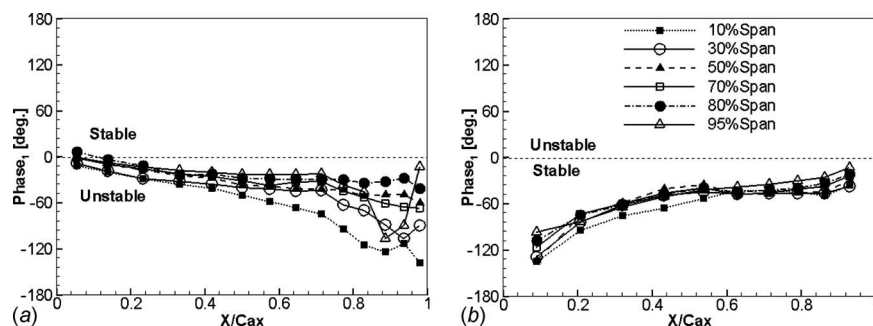 180
120
60
0
-60
-120
-180
Phase₁ [deg.]
Stable
Unstable
0
0.2
0.4
0.6
0.8
1
X/Cax
(a)
180
120
60
0
-60
-120
-180
Phase₁ [deg.]
10%Span
30%Span
50%Span
70%Span
80%Span
95%Span
Unstable
Stable
0
0.2
0.4
0.6
0.8
X/Cax
(b)